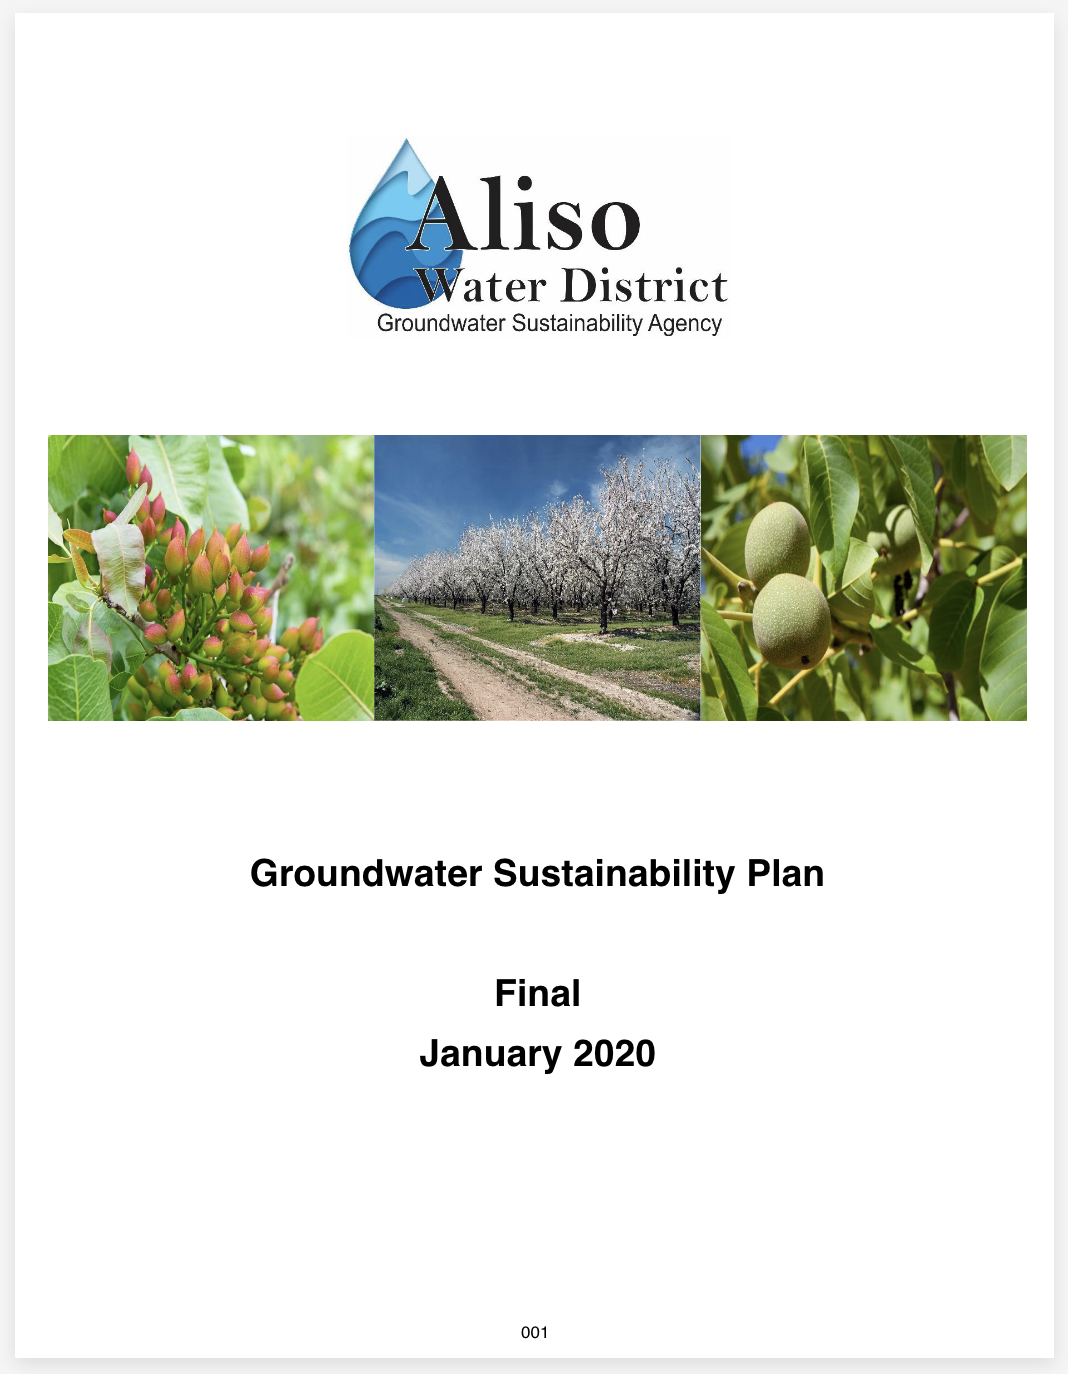 Aliso
Water District
Groundwater Sustainability Agency
Groundwater Sustainability Plan
Final
January 2020
001